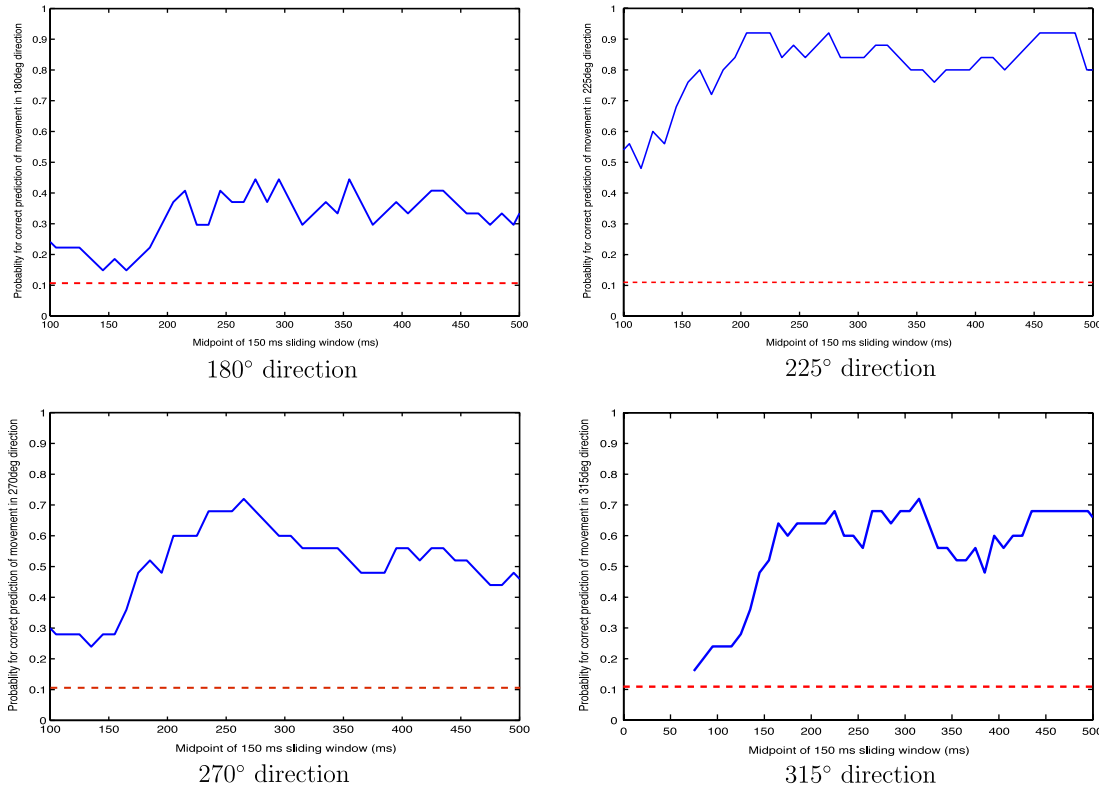 Probablity for correct prediction of movement in 180deg direction
1
0.9
0.8
0.7
0.6
0.5
0.4
0.3
0.2
0.1
0
100 150 200 250 300 350 400 450 500
Midpoint of 150 ms sliding window (ms)
180° direction
Probablity for correct prediction of movement in 225deg direction
1
0.9
0.8
0.7
0.6
0.5
0.4
0.3
0.2
0.1
0
100 150 200 250 300 350 400 450 500
Midpoint of 150 ms sliding window (ms)
225° direction
Probablity for correct prediction of movement in 270deg direction
1
0.9
0.8
0.7
0.6
0.5
0.4
0.3
0.2
0.1
0
100 150 200 250 300 350 400 450 500
Midpoint of 150 ms sliding window (ms)
270° direction
Probablity for correct prediction of movement in 315deg direction
1
0.9
0.8
0.7
0.6
0.5
0.4
0.3
0.2
0.1
0
0 50 100 150 200 250 300 350 400 450 500
Midpoint of 150 ms sliding window (ms)
315° direction